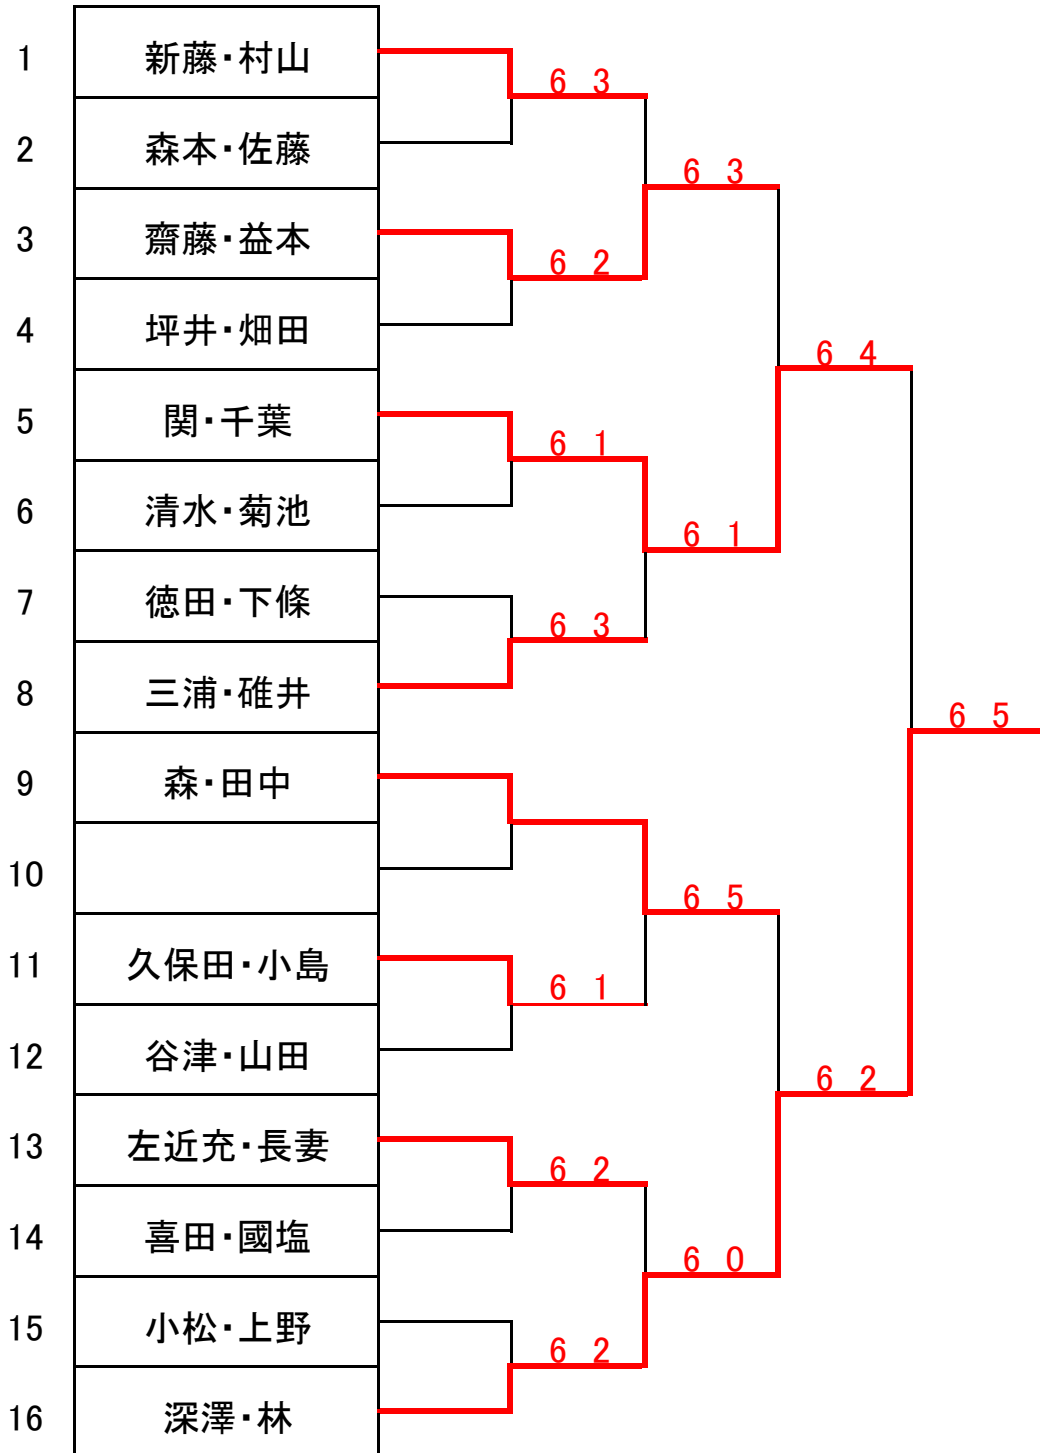 1 新藤・村山
6 3
2 森本・佐藤
6 3
3 齋藤・益本
6 2
4 坪井・畑田
6 4
5 関・千葉
6 1
6 清水・菊池
6 1
7 徳田・下條
6 3
8 三浦・碓井
6 5
9 森・田中
10
6 5
11 久保田・小島
6 1
12 谷津・山田
6 2
13 左近充・長妻
6 2
14 喜田・國塩
6 0
15 小松・上野
6 2
16 深澤・林